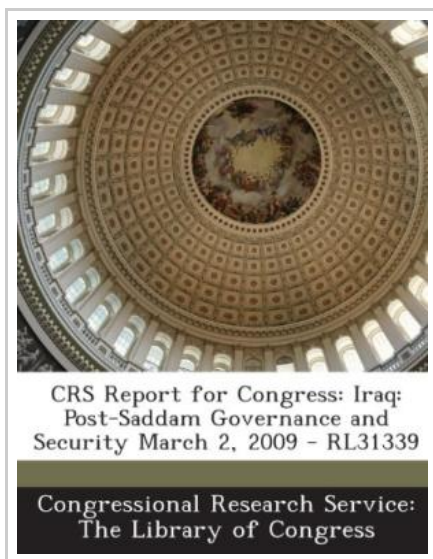 CRS Report for Congress: Iraq:
Post-Saddam Governance and
Security March 2, 2009 - RL31339
Congressional Research Service:
The Library of Congress